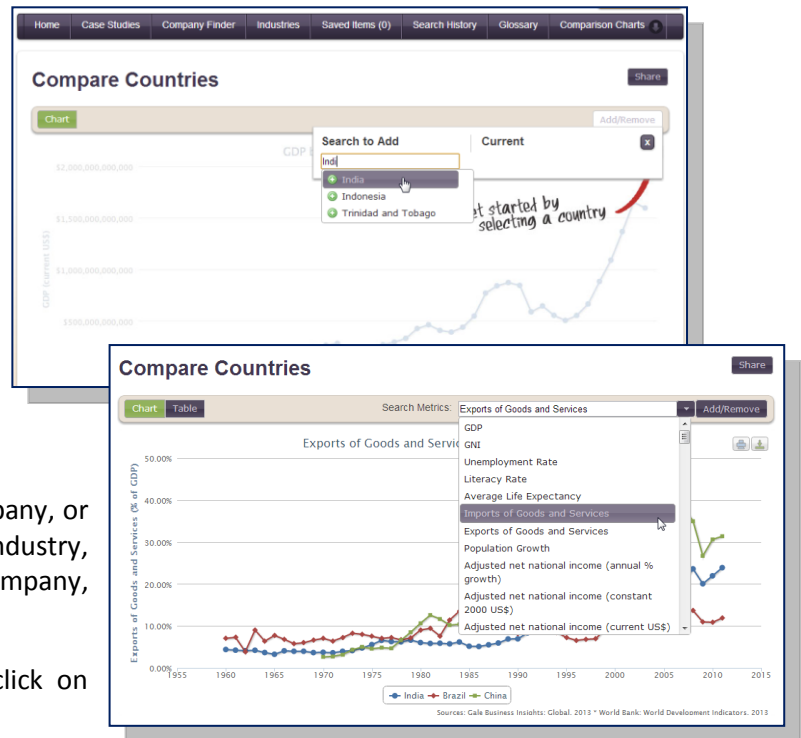 Home Case Studies Company Finder Industries Saved Items (0) Search History Glossary Comparison Charts
Compare Countries
Share
Chart
Add/Remove
GDP
Search to Add
Current
x
Indi
India
Indonesia
Trinidad and Tobago
get started by
selecting a country
$2,000,000,000,000
$1,500,000,000,000
$1,000,000,000,000
$500,000,000,000
GDP (current US$)
Compare Countries
Share
Chart Table
Search Metrics: Exports of Goods and Services
Add/Remove
GDP
GNI
Unemployment Rate
Literacy Rate
Average Life Expectancy
Imports of Goods and Services
Exports of Goods and Services
Population Growth
Adjusted net national income (annual %
growth)
Adjusted net national income (constant
2000 US$)
Adjusted net national income (current US$)
Exports of Goods and Servic
Exports of Goods and Services (% of GDP)
50.00%
40.00%
30.00%
20.00%
10.00%
0.00%
1955 1960 1965 1970 1975 1980 1985 1990 1995 2000 2005 2010 2015
India Brazil China
Sources: Gale Business Insights: Global. 2013 * World Bank: World Development Indicators. 2013
pany, or
ndustry,
mpany,
click on